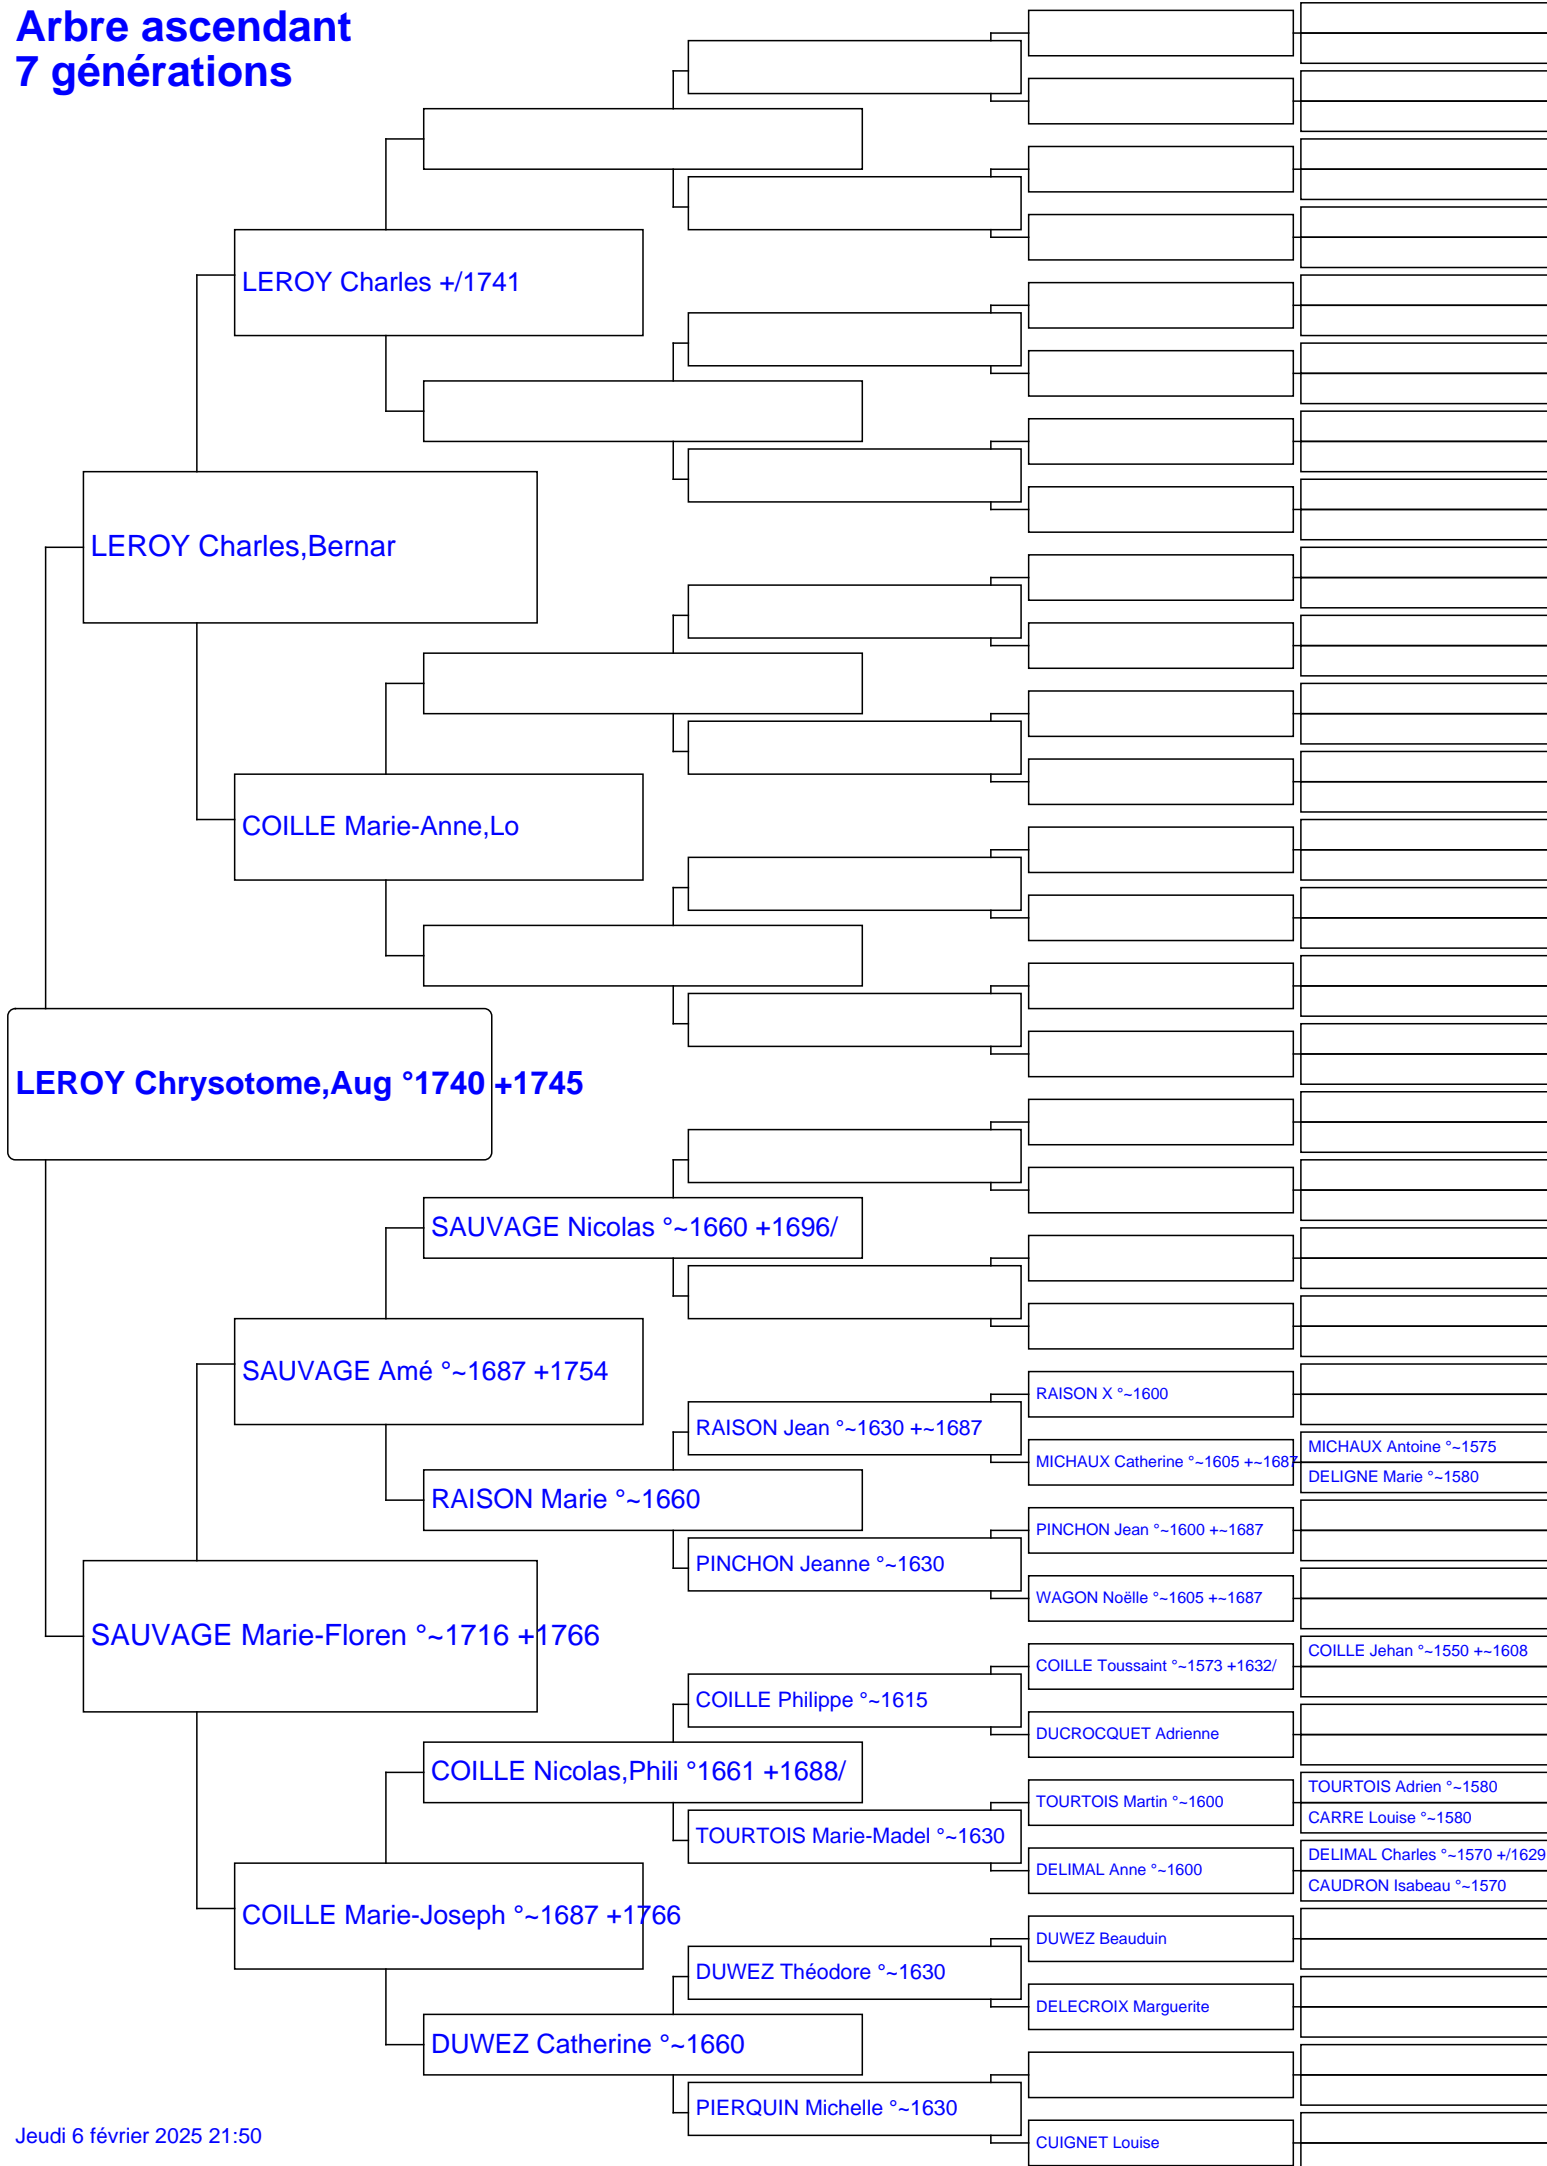 Arbre ascendant
7 générations
LEROY Charles +/1741
LEROY Charles,Bernar
COILLE Marie-Anne,Lo
LEROY Chrysotome,Aug °1740 +1745
SAUVAGE Nicolas °~1660 +1696/
SAUVAGE Amé °~1687 +1754
RAISON X °~1600
RAISON Jean °~1630 +~1687
MICHAUX Catherine °~1605 +~1687
MICHAUX Antoine °~1575
DELIGNE Marie °~1580
RAISON Marie °~1660
PINCHON Jean °~1600 +~1687
PINCHON Jeanne °~1630
WAGON Noëlle °~1605 +~1687
SAUVAGE Marie-Floren °~1716 +1766
COILLE Jehan °~1550 +~1608
COILLE Toussaint °~1573 +1632/
COILLE Philippe °~1615
DUCROCQUET Adrienne
COILLE Nicolas,Phili °1661 +1688/
TOURTOIS Adrien °~1580
TOURTOIS Martin °~1600
CARRE Louise °~1580
TOURTOIS Marie-Madel °~1630
DELIMAL Charles °~1570 +/1629
DELIMAL Anne °~1600
CAUDRON Isabeau °~1570
COILLE Marie-Joseph °~1687 +1766
DUWEZ Beauduin
DUWEZ Théodore °~1630
DELECROIX Marguerite
DUWEZ Catherine °~1660
PIERQUIN Michelle °~1630
CUIGNET Louise
Jeudi 6 février 2025 21:50